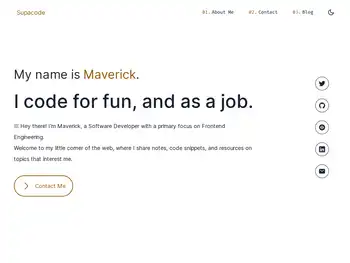 Supacode
01. About Me
02. Contact
03. Blog
My name is Maverick.
I code for fun, and as a job.
Hey there! I'm Maverick, a Software Developer with a primary focus on Frontend
Engineering.
Welcome to my little corner of the web, where I share notes, code snippets, and resources on
topics that interest me.
Contact Me